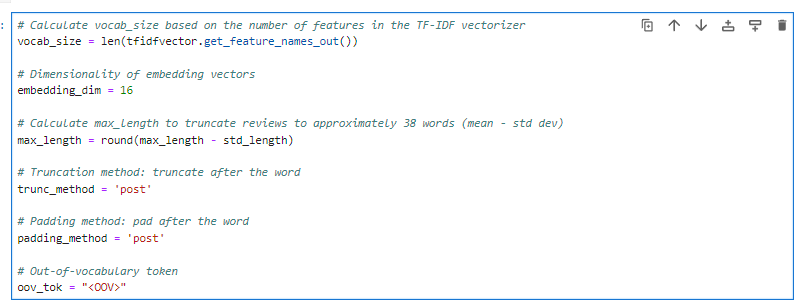 :
# Calculate vocab_size based on the number of features in the TF-IDF vectorizer
vocab_size = len(tfidfvector.get_feature_names_out())
# Dimensionality of embedding vectors
embedding_dim = 16
# Calculate max_length to truncate reviews to approximately 38 words (mean - std dev)
max_length = round(max_length - std_length)
# Truncation method: truncate after the word
trunc_method = 'post'
# Padding method: pad after the word
padding_method = 'post'
# Out-of-vocabulary token
oov_tok = "<OOV>"